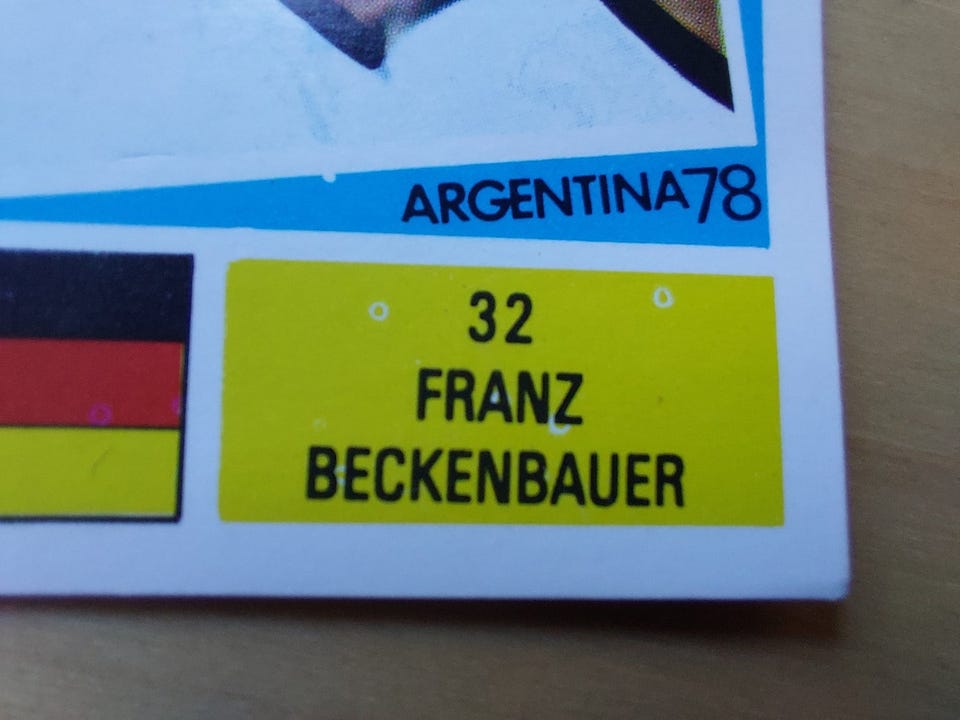 ARGENTINA78
32
FRANZ
BECKENBAUER